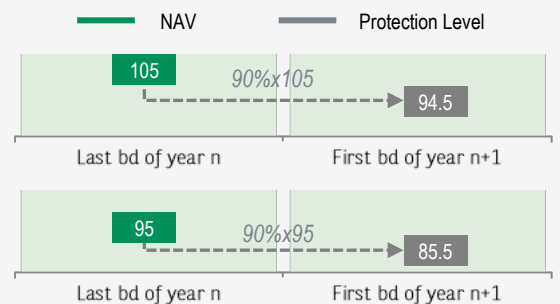 NAV Protection Level
105
90%x105
94.5
Last bd of year n First bd of year n+1
95
90%x95
85.5
Last bd of year n First bd of year n+1